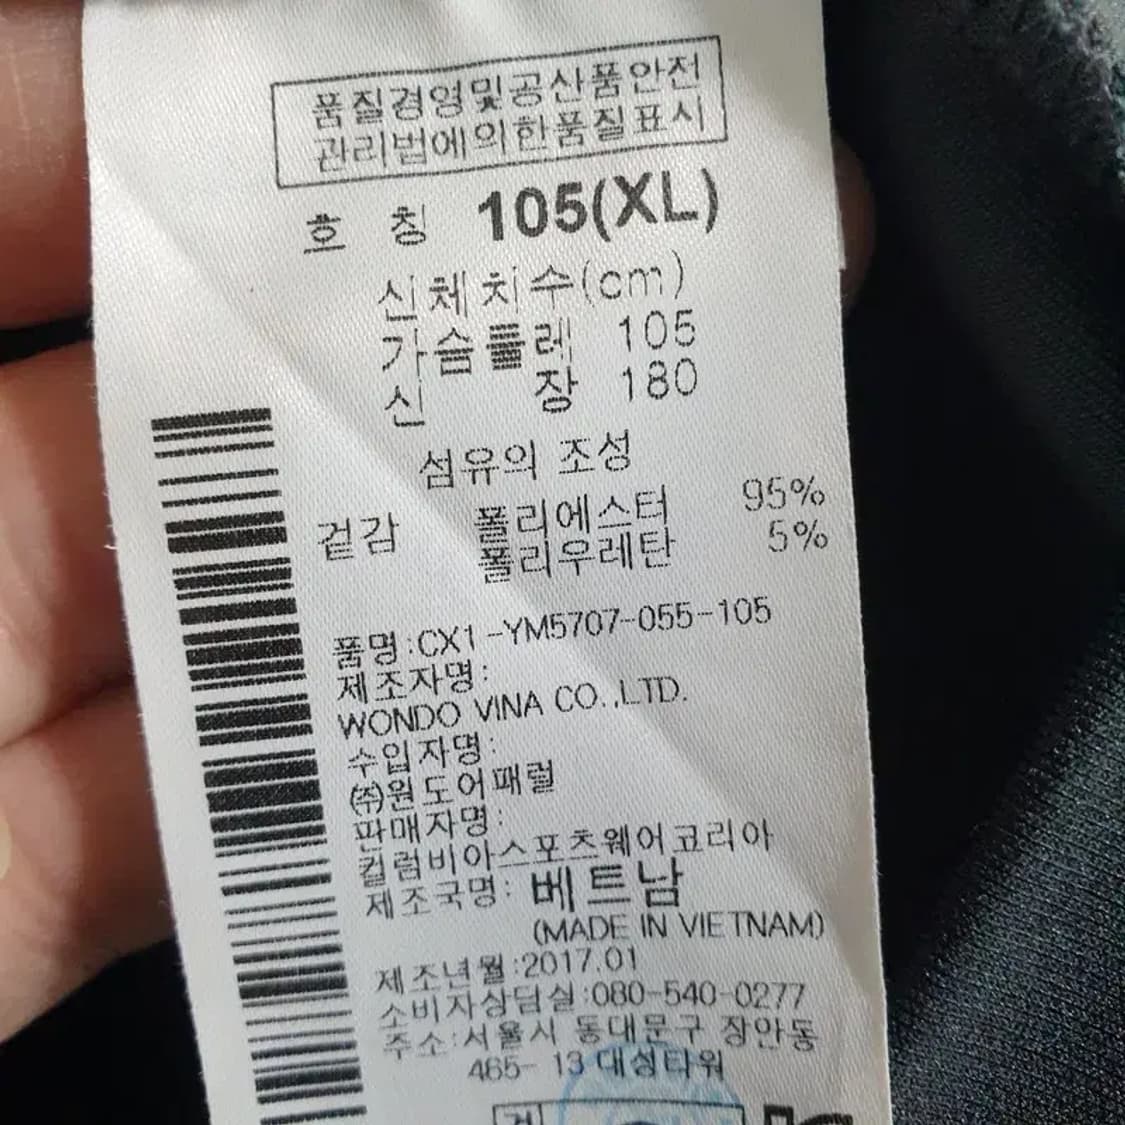 품질경영및공산품안전
관리법에의한품질표시
호 칭 105(XL)
신체치수(cm)
가슴둘레 105
신 장 180
섬유의 조성
겉감 폴리에스터 95%
폴리우레탄 5%
품명:CX1-YM5707-055-105
제조자명:
WONDO VINA CO.,LTD.
수입자명:
㈜원도어패럴
판매자명:
컬럼비아스포츠웨어코리아
제조국명: 베트남
(MADE IN VIETNAM)
제조년월:2017.01
소비자상담실:080-540-0277
주소:서울시 동대문구 장안동
465-13 대성타워